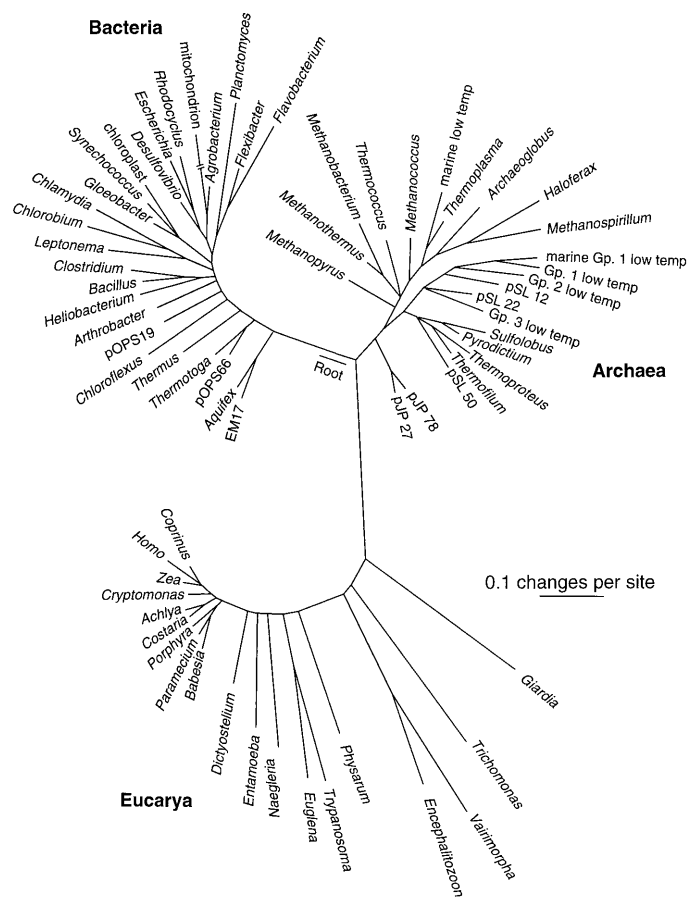 Bacteria
Planctomyces
Flavobacterium
mitochondrion
Rhodocyclus
Escherichia
Desulfovibrio
Agrobacterium
Flexibacter
chloroplast
Synechococcus
Gloeobacter
Chlamydia
Chlorobium
Leptonema
Clostridium
Bacillus
Heliobacterium
Arthrobacter
pOPS19
Chloroflexus
Thermus
Thermotoga
pOPS66
Aquifex
EM17
Root
Methanopyrus
Methanothermus
Methanobacterium
Thermococcus
Methanococcus
marine low temp
Thermoplasma
Archaeoglobus
Haloferax
Methanospirillum
marine Gp. 1 low temp
Gp. 1 low temp
Gp. 2 low temp
pSL 12
pSL 22
Gp. 3 low temp
Sulfolobus
Pyrodictium
Thermoproteus
Thermofilum
pSL 50
pJP 78
pJP 27
Archaea
0.1 changes per site
Coprinus
Homo
Zea
Cryptomonas
Achlya
Costaria
Porphyra
Paramecium
Babesia
Dictyostelium
Entamoeba
Naegleria
Euglena
Trypanosoma
Physarum
Encephalitozoon
Vairimorpha
Trichomonas
Giardia
Eucarya